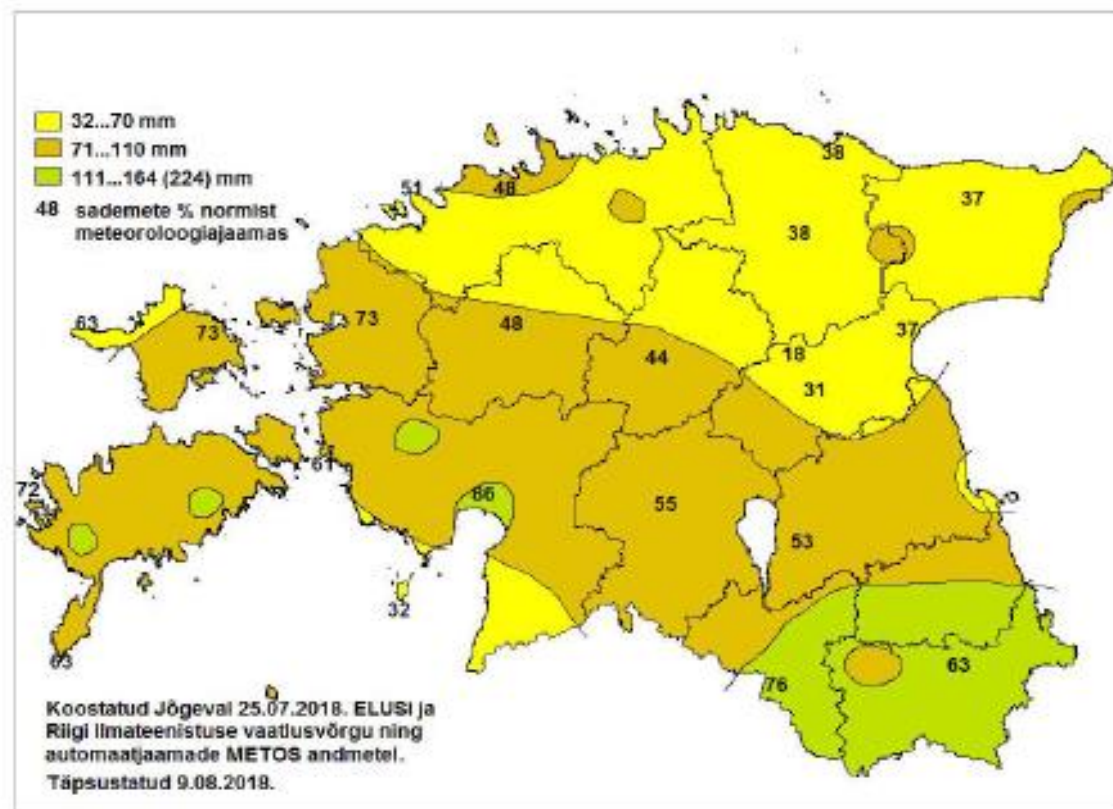 32...70 mm
71...110 mm
111...164 (224) mm
48 sademete % normist
meteoroloogiajaamas
38
51
48
37
38
63
73
73
48
37
18
44
31
61
72
86
55
53
32
63
63
76
Koostatud Jõgeval 25.07.2018. ELUSi ja
Riigi Ilmateenistuse vaatlusvõrgu ning
automaatjaamade METOS andmetel.
Täpsustatud 9.08.2018.